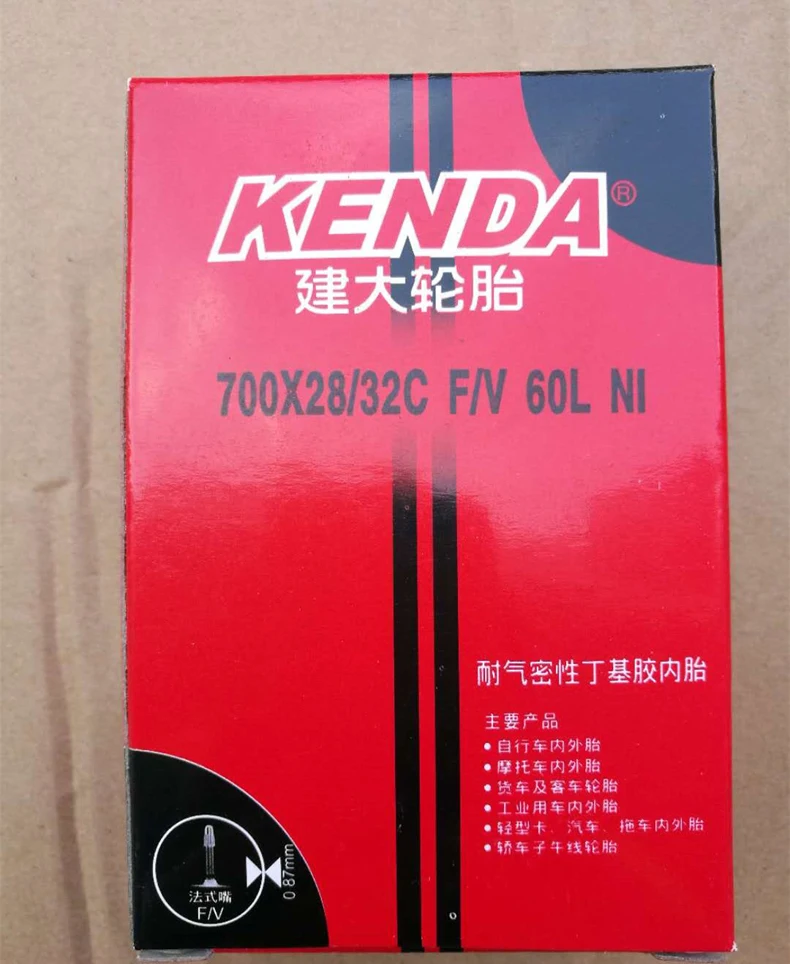 KENDA®
建大轮胎
700X28/32C F/V 60L NI
耐气密性丁基胶内胎
主要产品
• 自行车内外胎
• 摩托车内外胎
• 货车及客车轮胎
• 工业用车内外胎
• 轻型卡、汽车、拖车内外胎
• 轿车子午线轮胎
法式嘴
F/V
0.87mm